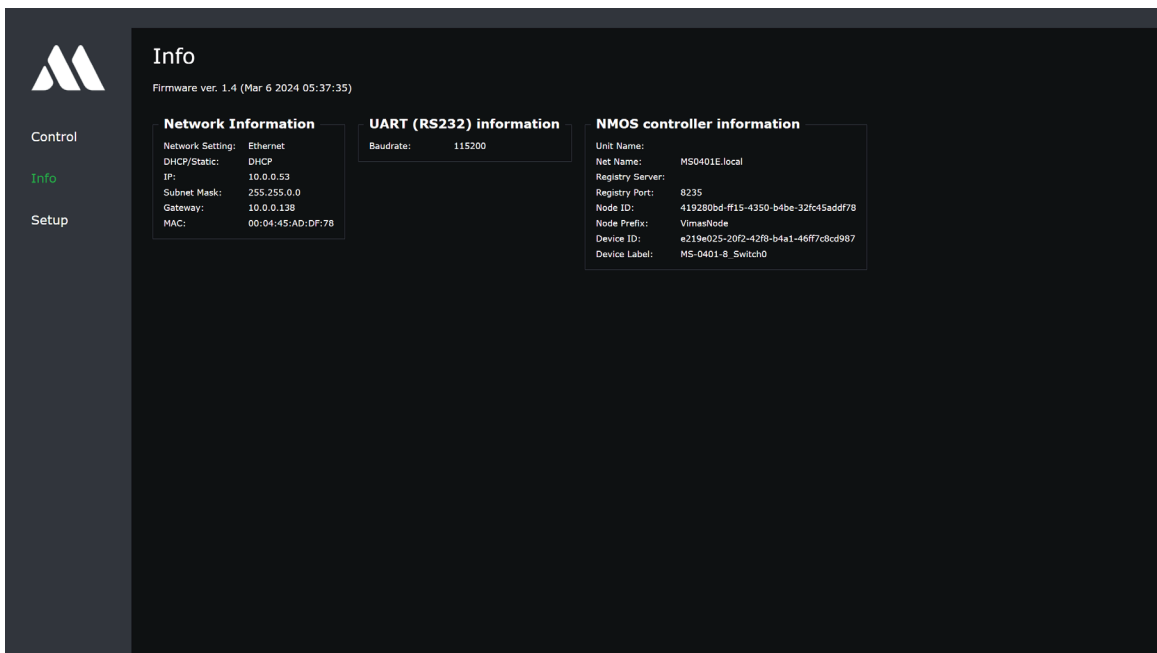 Info
Firmware ver. 1.4 (Mar 6 2024 05:37:35)
Control
Info
Setup
Network Information
Network Setting: Ethernet
DHCP/Static: DHCP
IP: 10.0.0.53
Subnet Mask: 255.255.0.0
Gateway: 10.0.0.138
MAC: 00:04:45:AD:DF:78
UART (RS232) information
Baudrate: 115200
NMOS controller information
Unit Name:
Net Name: MS0401E.local
Registry Server:
Registry Port: 8235
Node ID: 419280bd-ff15-4350-b4be-32fc45addf78
Node Prefix: VimasNode
Device ID: e219e025-20f2-42f8-b4a1-46ff7c8cd987
Device Label: MS-0401-8_Switch0